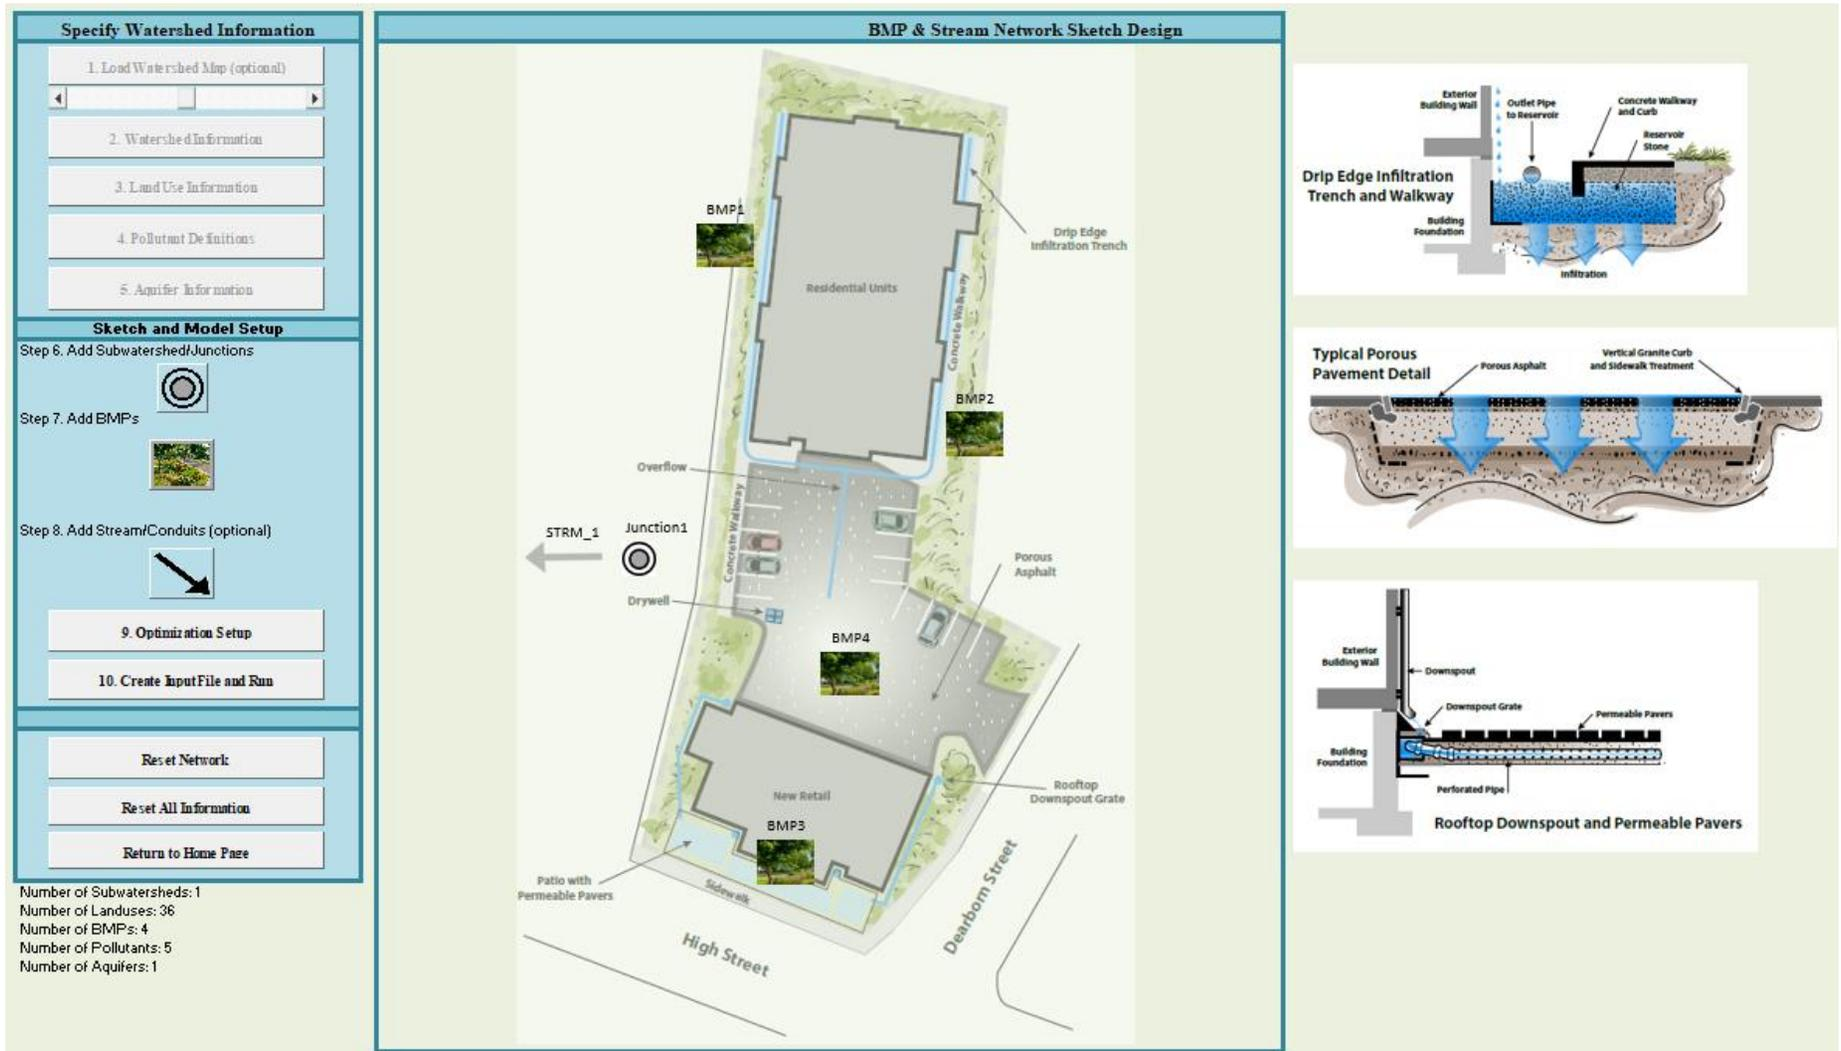 Specify Watershed Information
1. Load Watershed Map (optional)
2. Watershed Information
3. Land Use Information
4. Pollutant Definitions
5. Aquifer Information
Sketch and Model Setup
Step 6. Add Subwatershed/Junctions
Step 7. Add BMPs
Step 8. Add Stream/Conduits (optional)
9. Optimization Setup
10. Create Input File and Run
Reset Network
Reset All Information
Return to Home Page
Number of Subwatersheds: 1
Number of Landuses: 36
Number of BMPs: 4
Number of Pollutants: 5
Number of Aquifers: 1
BMP & Stream Network Sketch Design
BMP1
Drip Edge
Infiltration Trench
Residential Units
Concrete Walkway
BMP2
Overflow
Concrete Walkway
STRM_1
Junction1
Porous
Asphalt
Drywell
BMP4
New Retail
Rooftop
Downspout Grate
BMP3
Patio with
Permeable Pavers
Sidewalk
Dearborn Street
High Street
Exterior
Building Wall
Outlet Pipe
to Reservoir
Concrete Walkway
and Curb
Reservoir
Stone
Drip Edge Infiltration
Trench and Walkway
Building
Foundation
Infiltration
Typical Porous
Pavement Detail
Porous Asphalt
Vertical Granite Curb
and Sidewalk Treatment
Exterior
Building Wall
Downspout
Downspout Grate
Permeable Pavers
Building
Foundation
Perforated Pipe
Rooftop Downspout and Permeable Pavers